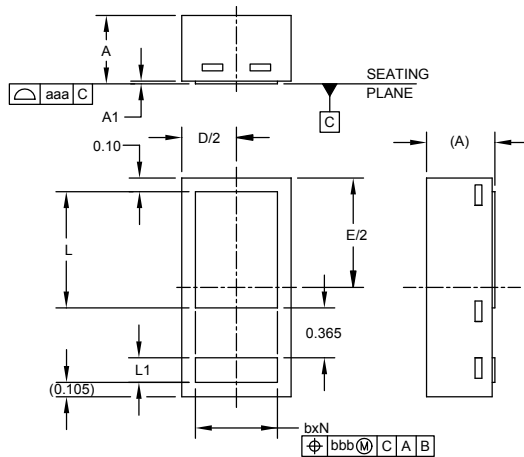 A
SEATING
PLANE
⌓ aaa C
A1
C
D/2
(A)
0.10
E/2
L
0.365
L1
(0.105)
bxN
⌖ bbb Ⓜ C A B